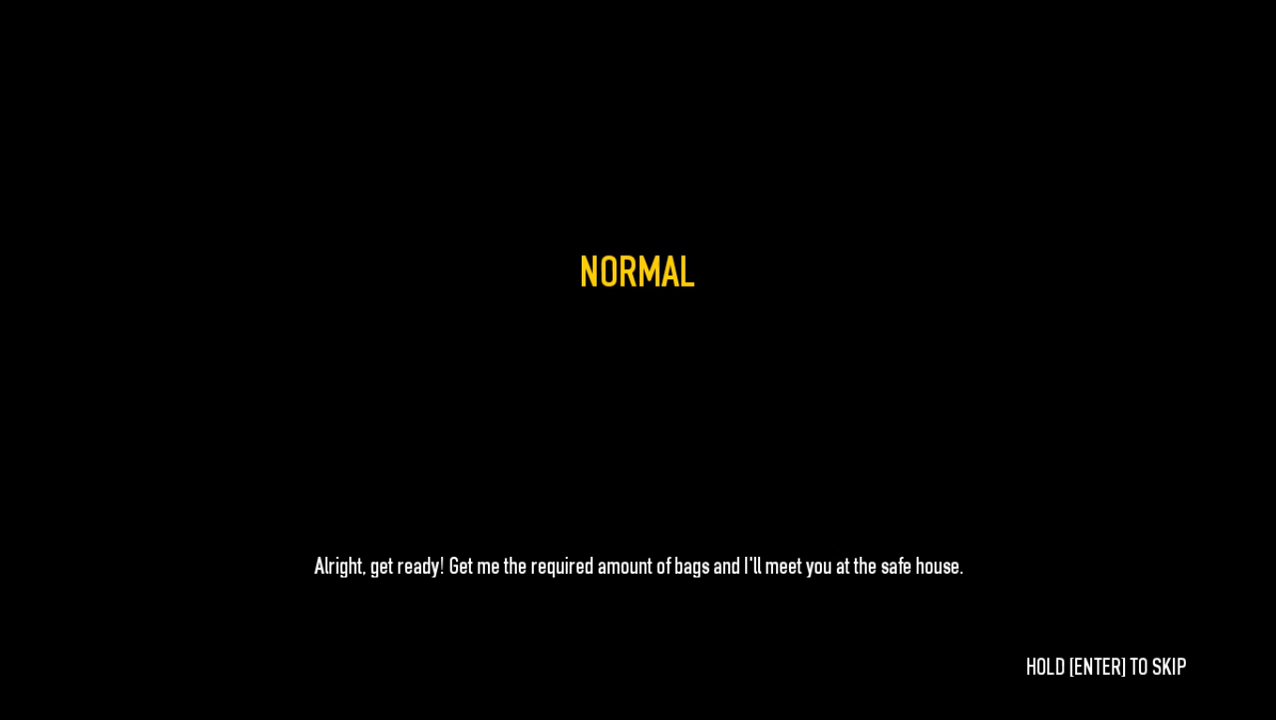 NORMAL
Alright, get ready! Get me the required amount of bags and I'll meet you at the safe house.
HOLD [ENTER] TO SKIP